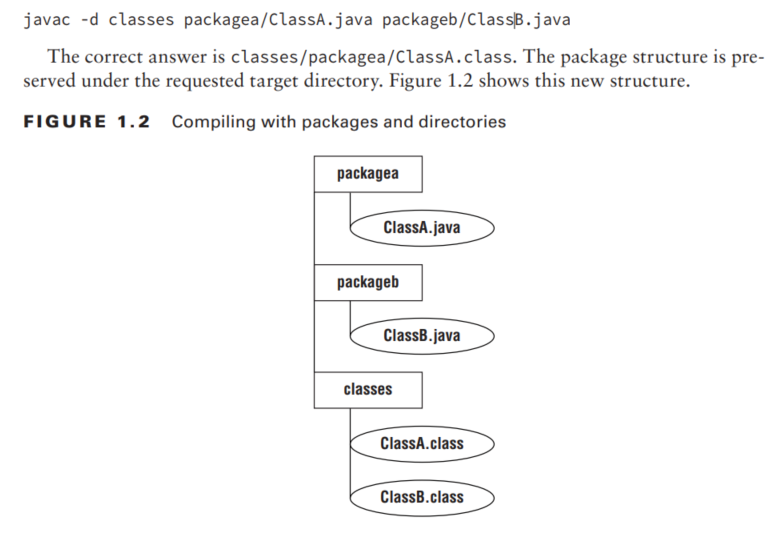 javac -d classes packagea/ClassA.java packageb/ClassB.java
The correct answer is classes/packagea/ClassA.class. The package structure is pre-
served under the requested target directory. Figure 1.2 shows this new structure.
FIGURE 1.2 Compiling with packages and directories
packagea
ClassA.java
packageb
ClassB.java
classes
ClassA.class
ClassB.class